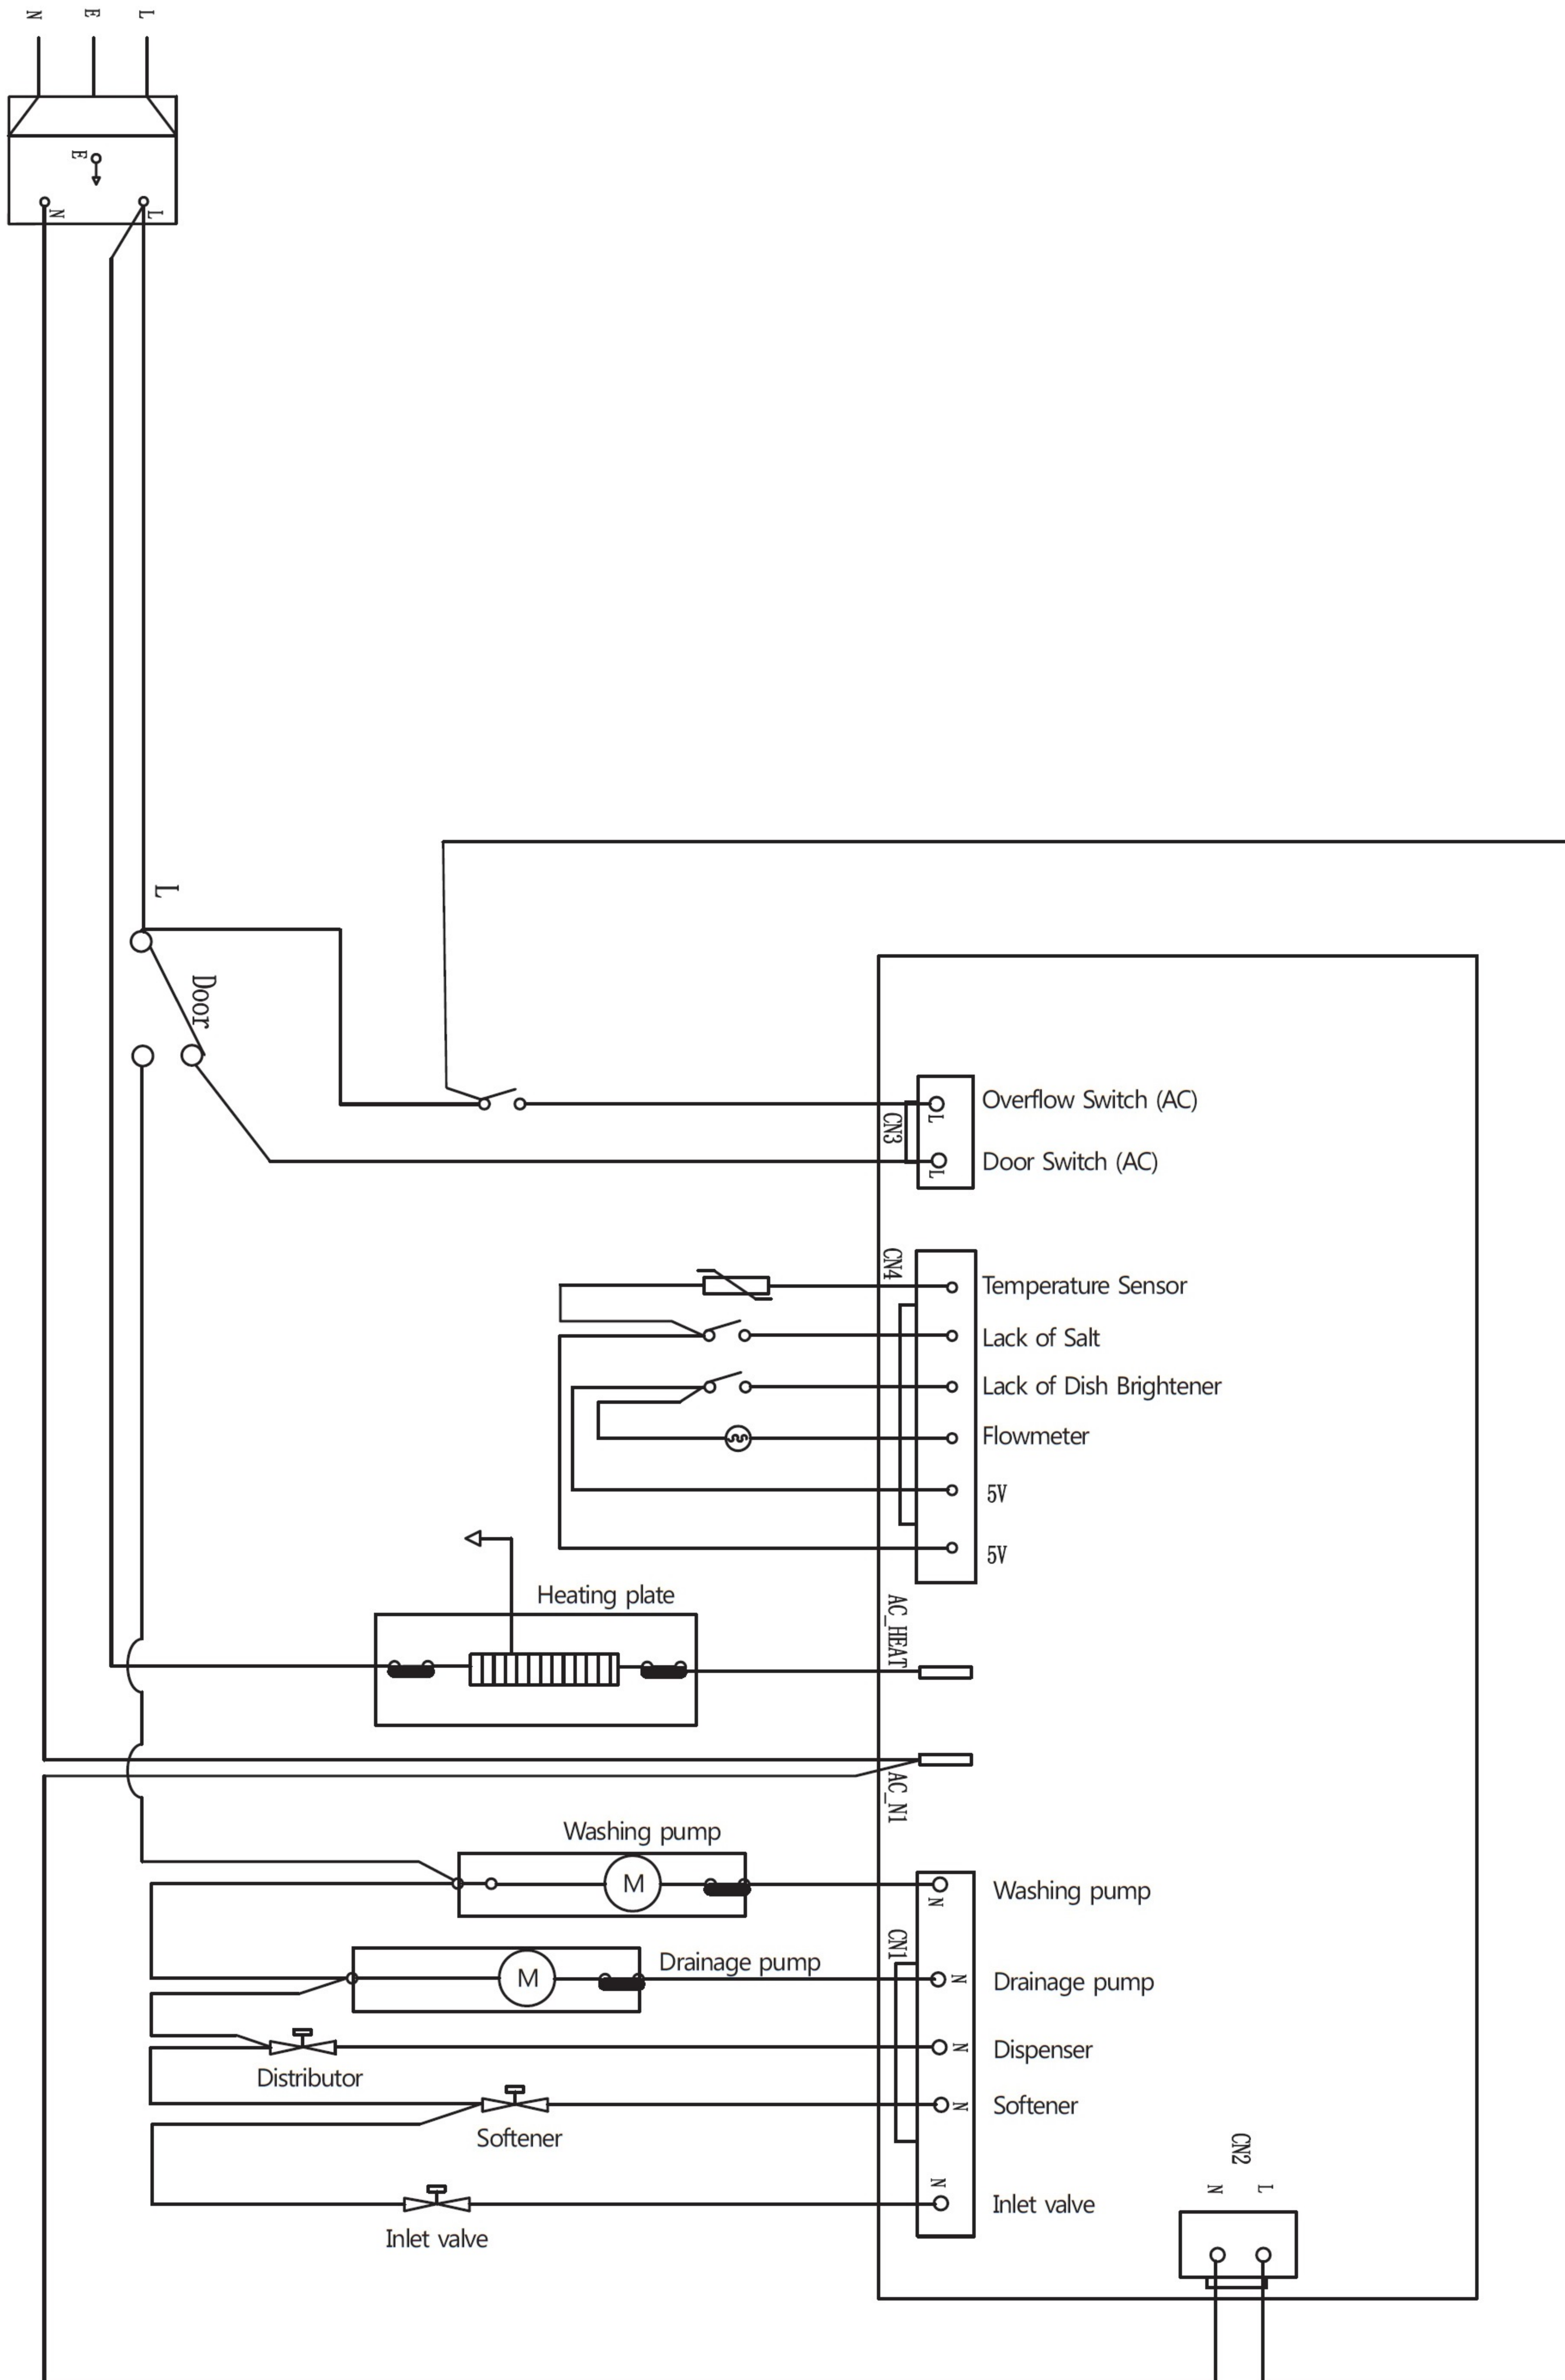 N E L
E
N L
L
Door
Overflow Switch (AC)
L
CN3
Door Switch (AC)
L
CN4
Temperature Sensor
Lack of Salt
Lack of Dish Brightener
Flowmeter
5V
5V
Heating plate
AC_HEAT
AC_N1
Washing pump
M
Washing pump
N
CN1
Drainage pump
M
N
Drainage pump
N
Dispenser
Distributor
N
Softener
Softener
CN2
N L
N
Inlet valve
Inlet valve